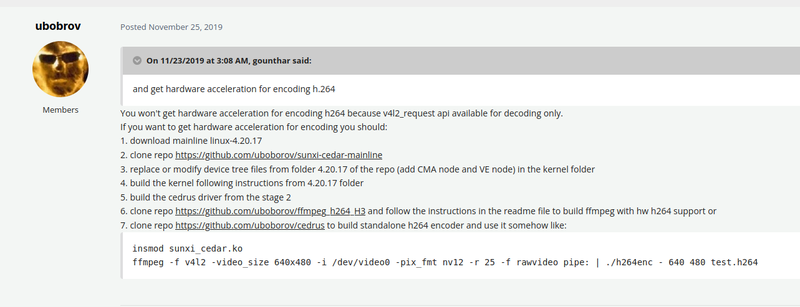 ubobrov
Posted November 25, 2019
Members
On 11/23/2019 at 3:08 AM, gounthar said:
and get hardware acceleration for encoding h.264
You won't get hardware acceleration for encoding h264 because v4l2_request api available for decoding only.
If you want to get hardware acceleration for encoding you should:
1. download mainline linux-4.20.17
2. clone repo https://github.com/uboborov/sunxi-cedar-mainline
3. replace or modify device tree files from folder 4.20.17 of the repo (add CMA node and VE node) in the kernel folder
4. build the kernel following instructions from 4.20.17 folder
5. build the cedrus driver from the stage 2
6. clone repo https://github.com/uboborov/ffmpeg_h264_H3 and follow the instructions in the readme file to build ffmpeg with hw h264 support or
7. clone repo https://github.com/uboborov/cedrus to build standalone h264 encoder and use it somehow like:
insmod sunxi_cedar.ko
ffmpeg -f v4l2 -video_size 640x480 -i /dev/video0 -pix_fmt nv12 -r 25 -f rawvideo pipe: | ./h264enc - 640 480 test.h264